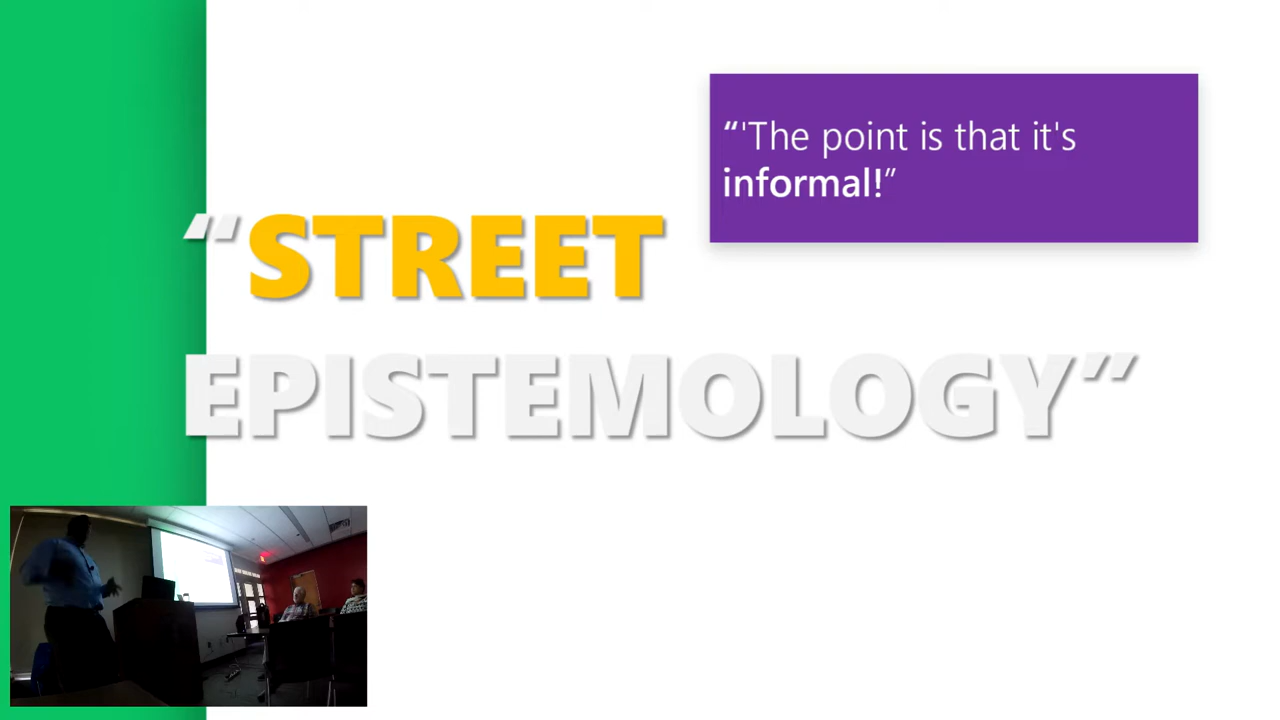 “'The point is that it's
informal!”
“STREET
EPISTEMOLOGY”